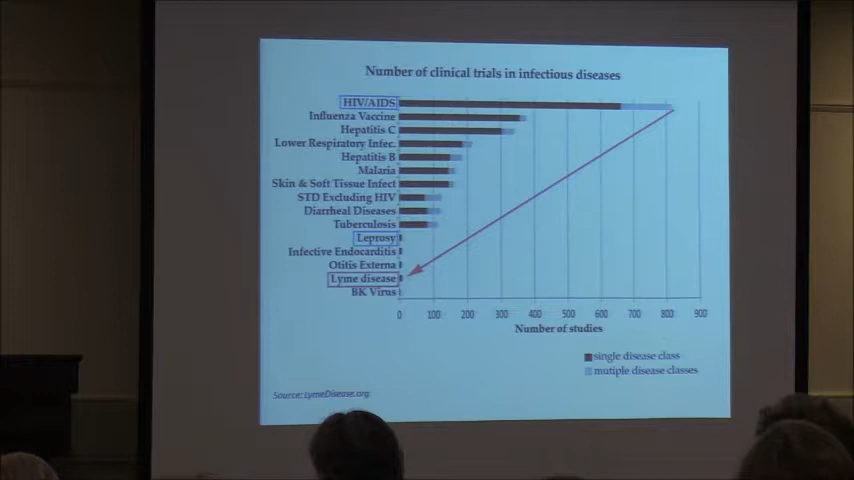 Number of clinical trials in infectious diseases
HIV/AIDS
Influenza Vaccine
Hepatitis C
Lower Respiratory Infec.
Hepatitis B
Malaria
Skin & Soft Tissue Infect
STD Excluding HIV
Diarrheal Diseases
Tuberculosis
Leprosy
Infective Endocarditis
Otitis Externa
Lyme disease
BK Virus
0 100 200 300 400 500 600 700 800 900
Number of studies
single disease class
mutiple disease classes
Source: LymeDisease.org